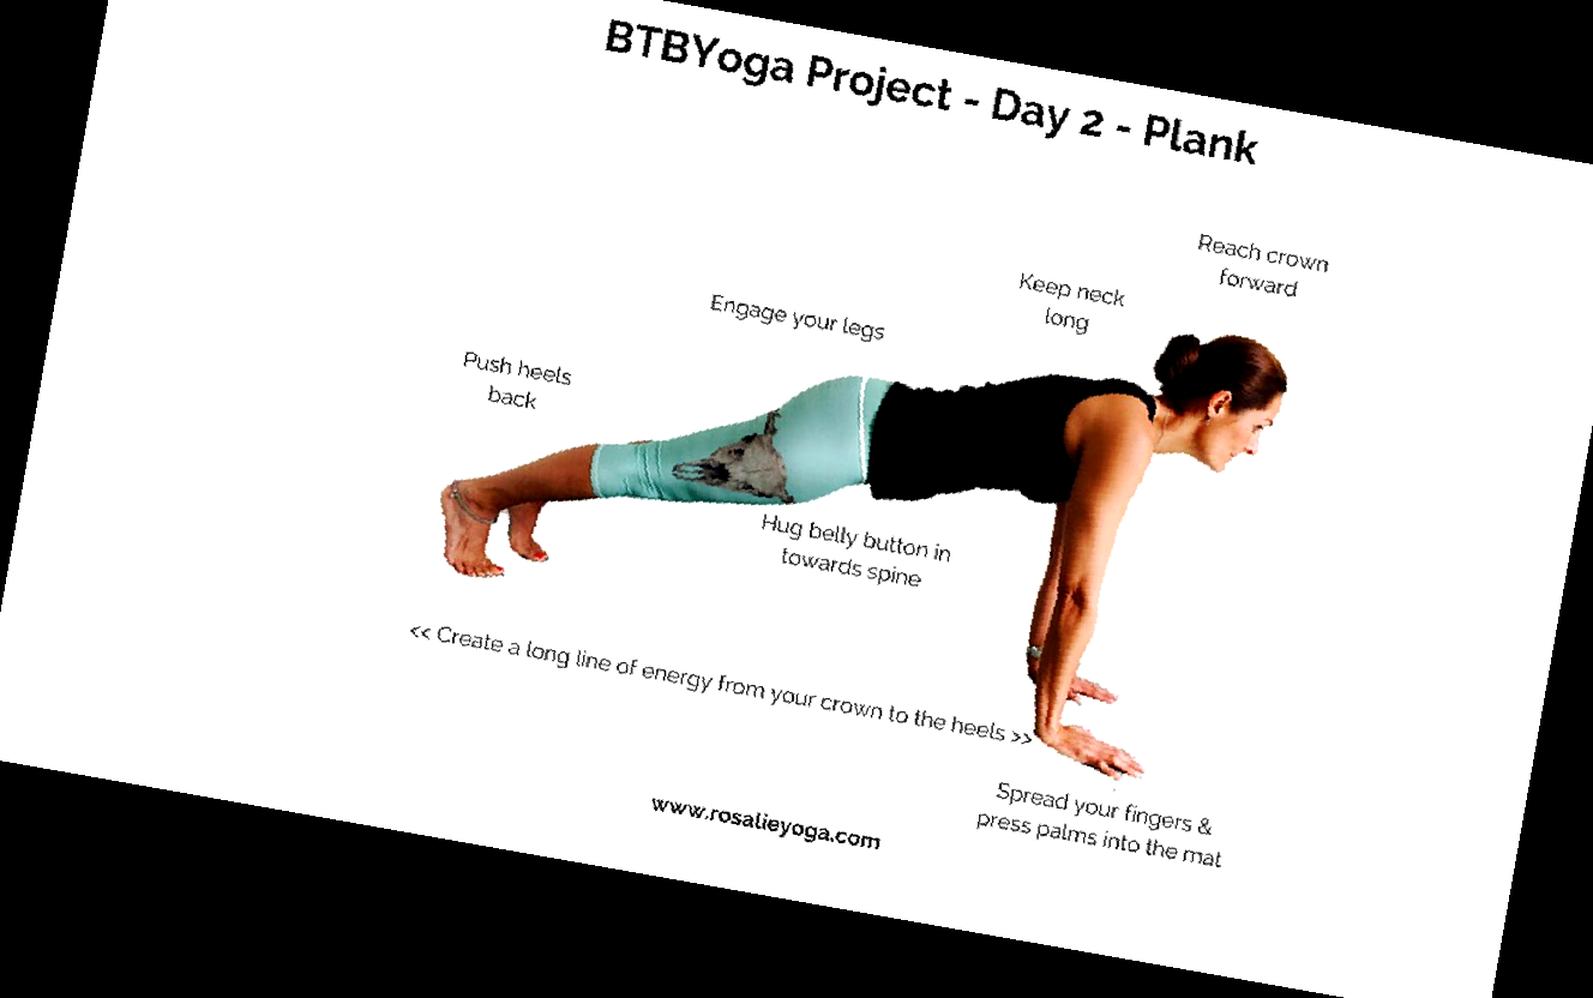 BTBYoga Project - Day 2 - Plank
Reach crown
forward
Keep neck
long
Engage your legs
Push heels
back
Hug belly button in
towards spine
<< Create a long line of energy from your crown to the heels >>
Spread your fingers &
press palms into the mat
www.rosalieyoga.com